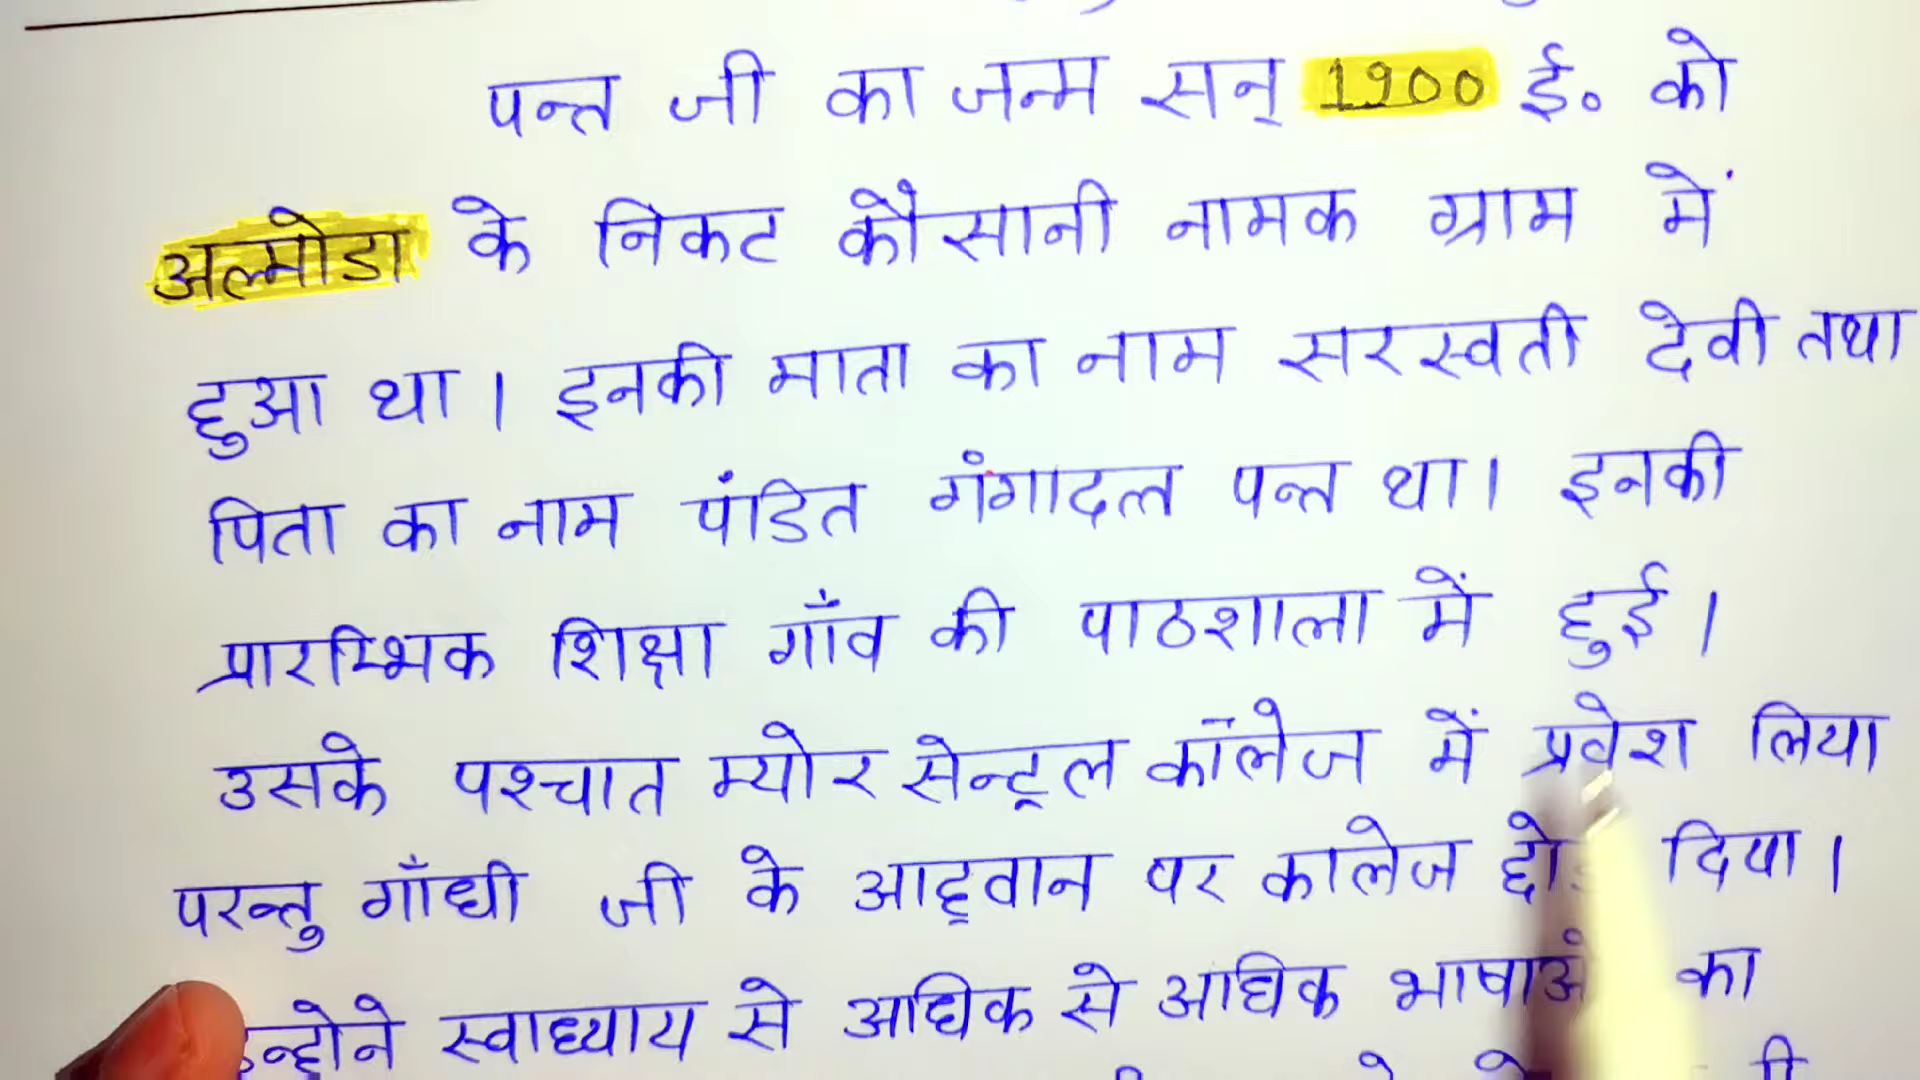 पन्त जी का जन्म सन् 1900 ई० को
अल्मोडा के निकट कौसानी नामक ग्राम में
हुआ था। इनकी माता का नाम सरस्वती देवी तथा
पिता का नाम पंडित गंगादत्त पन्त था। इनकी
प्रारम्भिक शिक्षा गाँव की पाठशाला में हुई।
उसके पश्चात म्योर सेन्ट्रल कॉलेज में प्रवेश लिया
परन्तु गाँधी जी के आह्वान पर कालेज दिया।
स्वाध्याय से अधिक से अधिक का